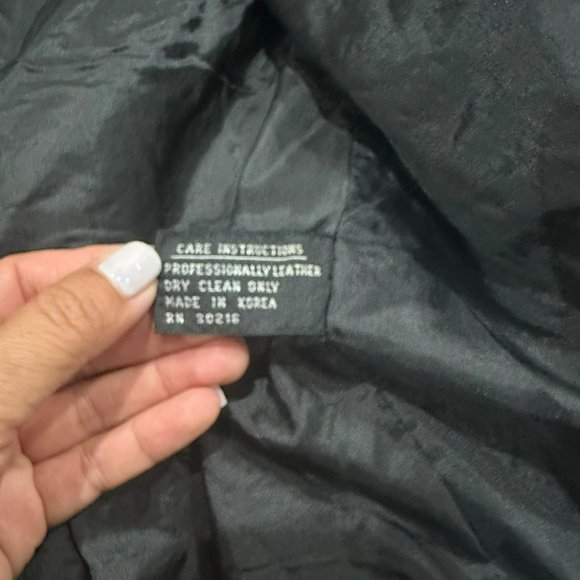 CARE INSTRUCTIONS
PROFESSIONALLY LEATHER
DRY CLEAN ONLY
MADE IN KOREA
RN 30216